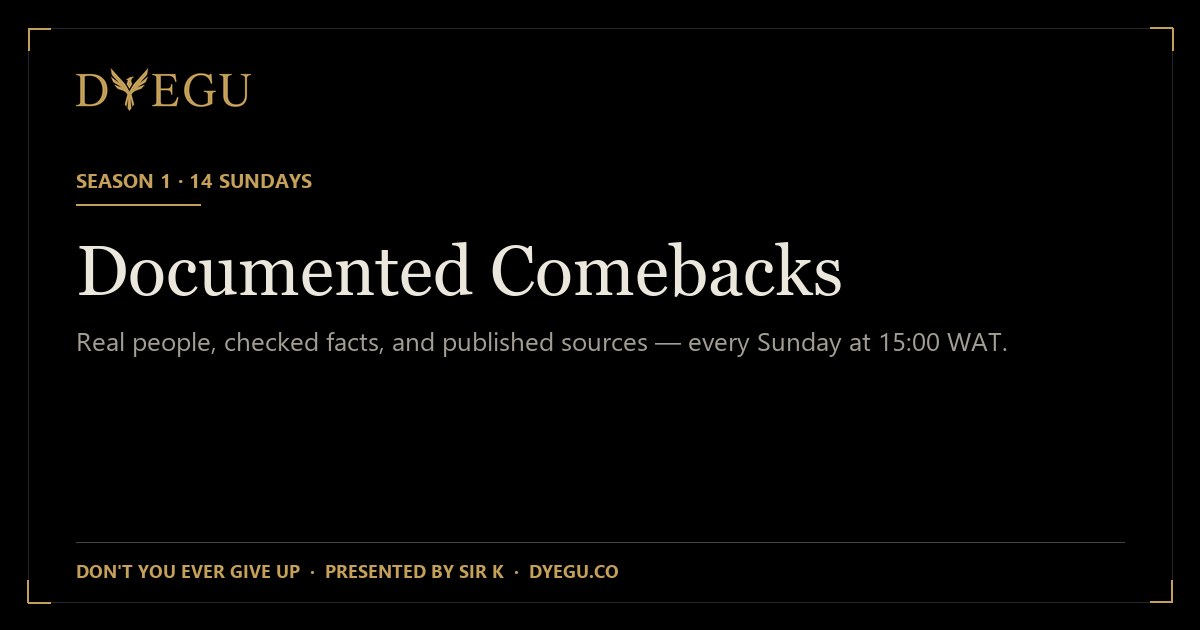 DYEGU
SEASON 1 · 14 SUNDAYS
Documented Comebacks
Real people, checked facts, and published sources — every Sunday at 15:00 WAT.
DON'T YOU EVER GIVE UP · PRESENTED BY SIR K · DYEGU.CO